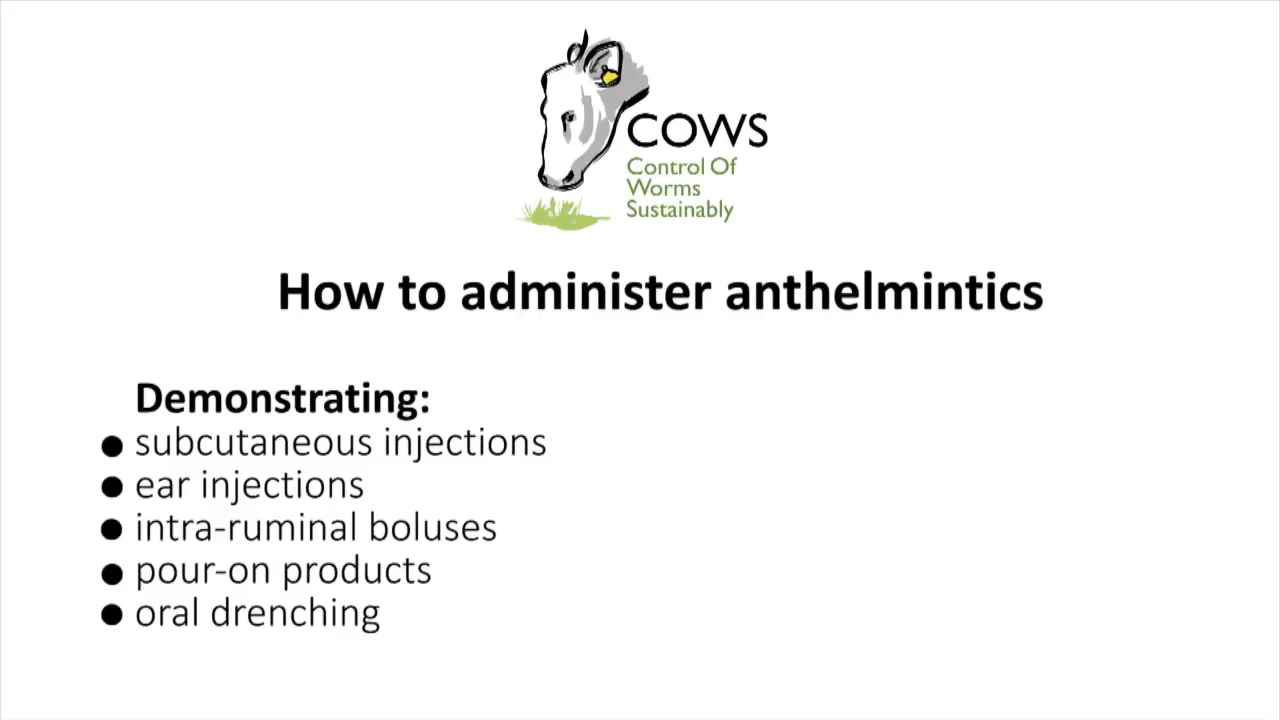 COWS
Control Of
Worms
Sustainably
How to administer anthelmintics
Demonstrating:
● subcutaneous injections
● ear injections
● intra-ruminal boluses
● pour-on products
● oral drenching